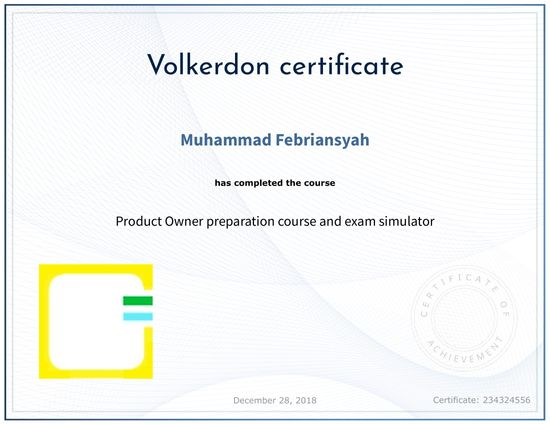 Volkerdon certificate
Muhammad Febriansyah
has completed the course
Product Owner preparation course and exam simulator
CERTIFICATE OF
ACHIEVEMENT
December 28, 2018
Certificate: 234324556